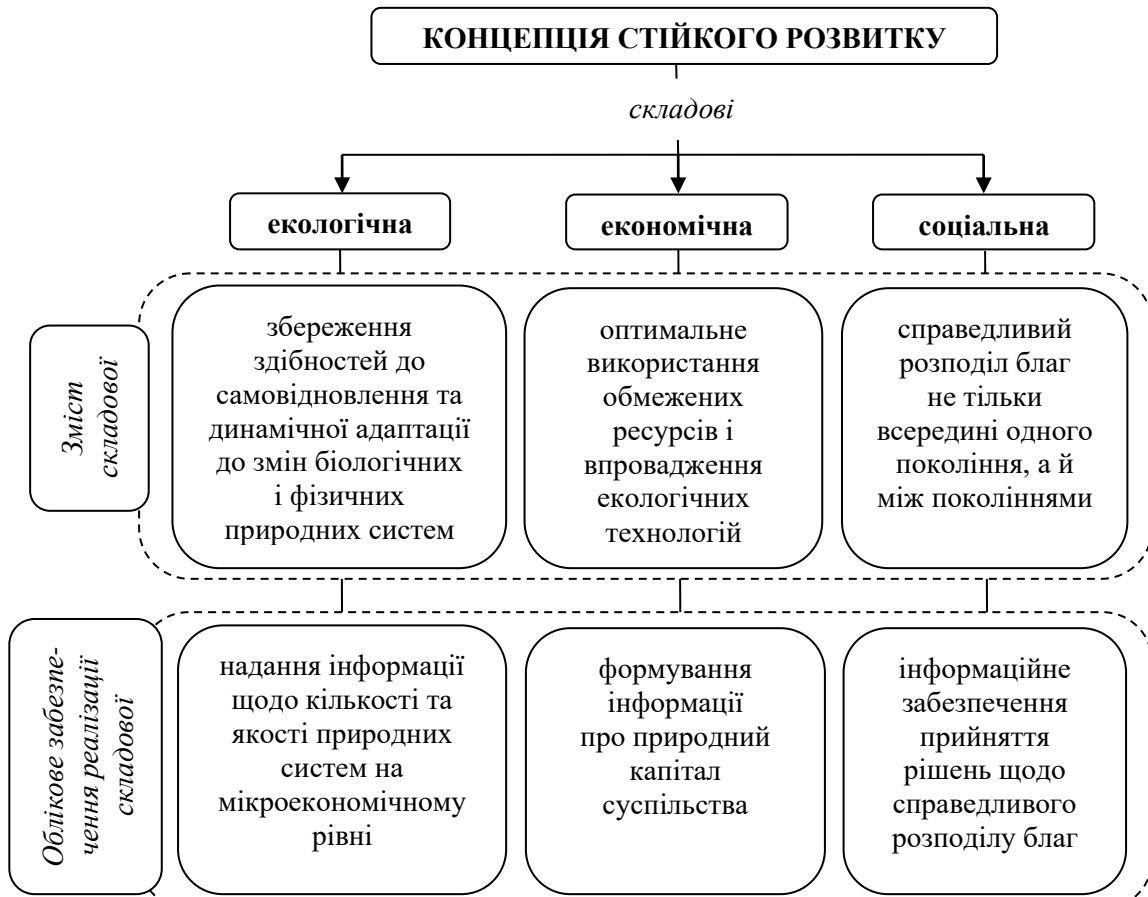 КОНЦЕПЦІЯ СТІЙКОГО РОЗВИТКУ
складові
екологічна
економічна
соціальна
Зміст
складової
збереження
здібностей до
самовідновлення та
динамічної адаптації
до змін біологічних
і фізичних
природних систем
оптимальне
використання
обмежених
ресурсів і
впровадження
екологічних
технологій
справедливий
розподіл благ
не тільки
всередині одного
покоління, а й
між поколіннями
Облікове забезпе-
чення реалізації
складової
надання інформації
щодо кількості та
якості природних
систем на
мікроекономічному
рівні
формування
інформації
про природний
капітал
суспільства
інформаційне
забезпечення
прийняття
рішень щодо
справедливого
розподілу благ